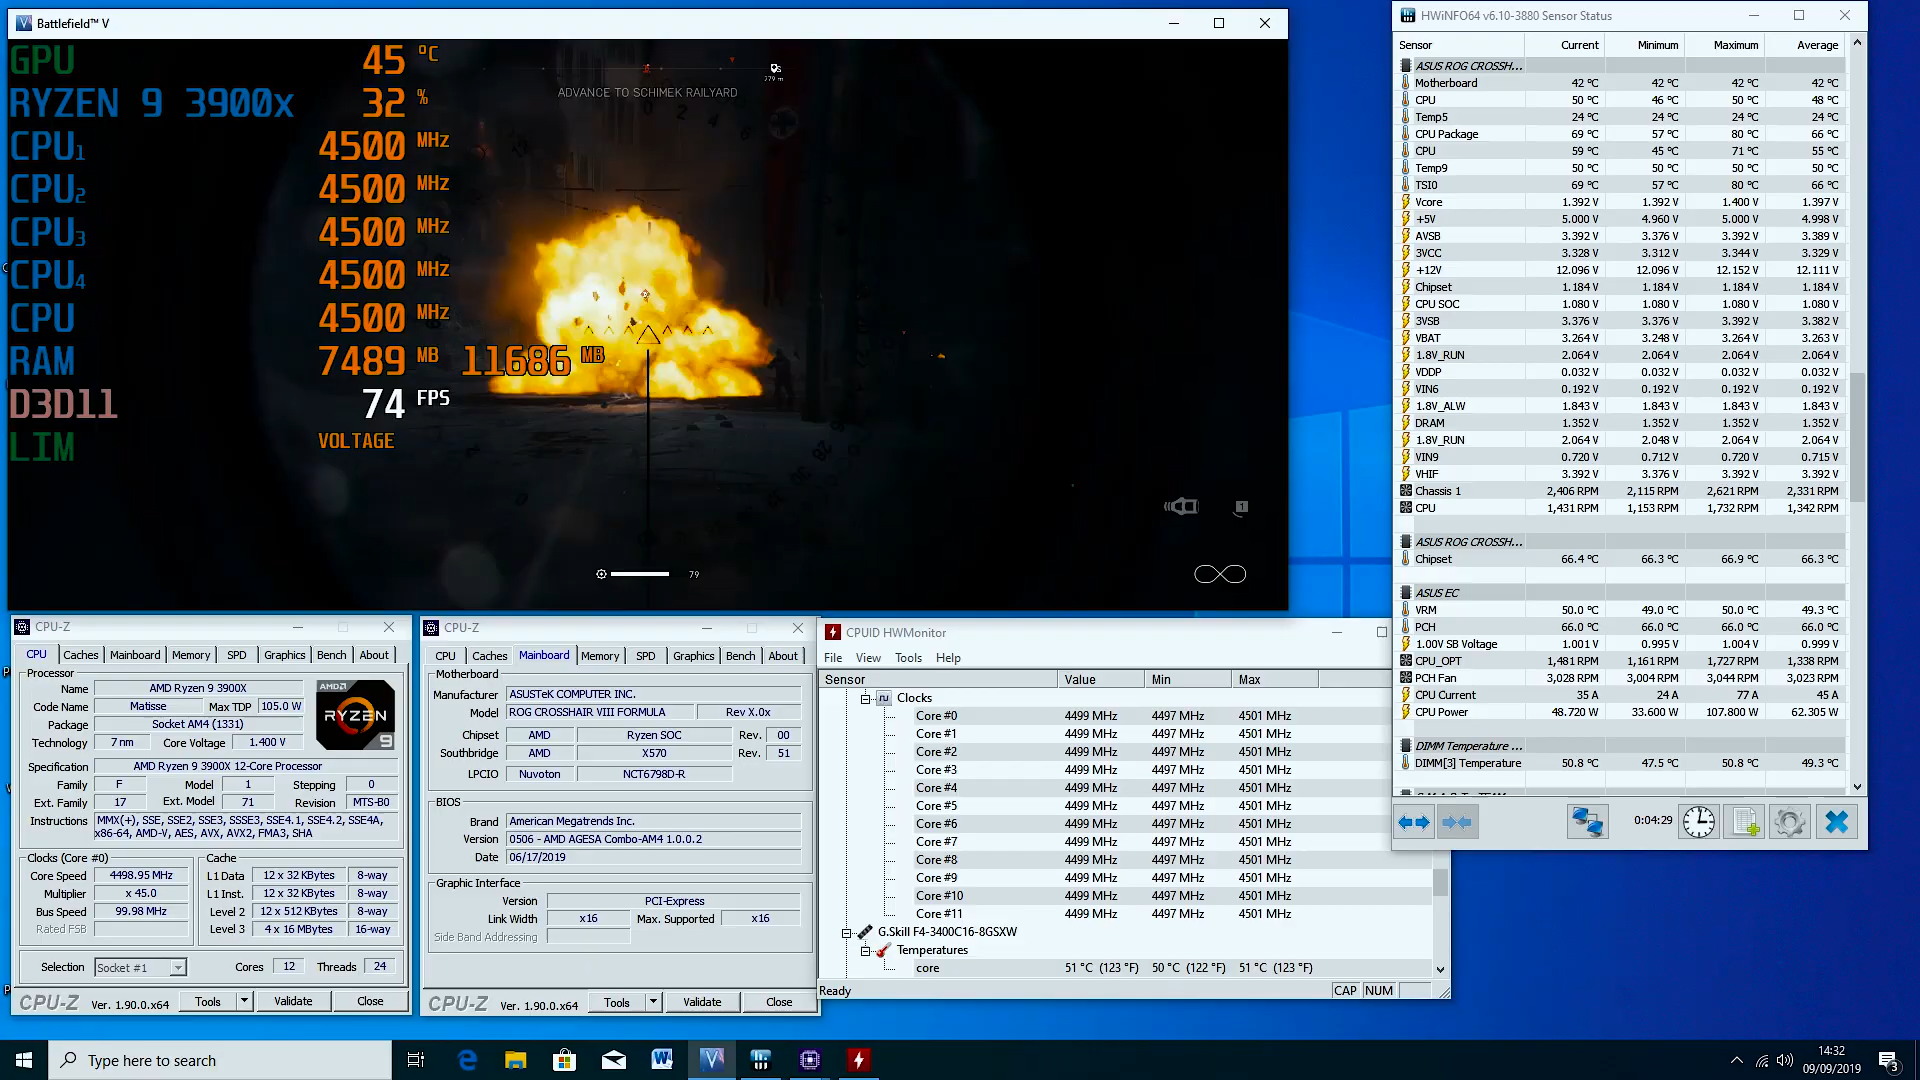 Battlefield™ V
GPU 45 °C
RYZEN 9 3900x 32 %
CPU1 4500 MHz
CPU2 4500 MHz
CPU3 4500 MHz
CPU4 4500 MHz
CPU 4500 MHz
RAM 7489 MB 11686 MB
D3D11 74 FPS
LIM VOLTAGE
ADVANCE TO SCHIMEK RAILYARD
79
1
CPU-Z
CPU Caches Mainboard Memory SPD Graphics Bench About
Processor
Name AMD Ryzen 9 3900X
Code Name Matisse Max TDP 105.0 W
Package Socket AM4 (1331)
Technology 7 nm Core Voltage 1.400 V
AMD RYZEN 9
Specification AMD Ryzen 9 3900X 12-Core Processor
Family F Model 1 Stepping 0
Ext. Family 17 Ext. Model 71 Revision MTS-B0
Instructions MMX(+), SSE, SSE2, SSE3, SSSE3, SSE4.1, SSE4.2, SSE4A,
x86-64, AMD-V, AES, AVX, AVX2, FMA3, SHA
Clocks (Core #0)
Core Speed 4498.95 MHz
Multiplier x 45.0
Bus Speed 99.98 MHz
Rated FSB
Cache
L1 Data 12 x 32 KBytes 8-way
L1 Inst. 12 x 32 KBytes 8-way
Level 2 12 x 512 KBytes 8-way
Level 3 4 x 16 MBytes 16-way
Selection Socket #1 Cores 12 Threads 24
CPU-Z Ver. 1.90.0.x64 Tools Validate Close
CPU-Z
CPU Caches Mainboard Memory SPD Graphics Bench About
Motherboard
Manufacturer ASUSTeK COMPUTER INC.
Model ROG CROSSHAIR VIII FORMULA Rev X.0x
Chipset AMD Ryzen SOC Rev. 00
Southbridge AMD X570 Rev. 51
LPCIO Nuvoton NCT6798D-R
BIOS
Brand American Megatrends Inc.
Version 0506 - AMD AGESA Combo-AM4 1.0.0.2
Date 06/17/2019
Graphic Interface
Version PCI-Express
Link Width x16 Max. Supported x16
Side Band Addressing
CPU-Z Ver. 1.90.0.x64 Tools Validate Close
CPUID HWMonitor
File View Tools Help
Sensor Value Min Max
Clocks
Core #0 4499 MHz 4497 MHz 4501 MHz
Core #1 4499 MHz 4497 MHz 4501 MHz
Core #2 4499 MHz 4497 MHz 4501 MHz
Core #3 4499 MHz 4497 MHz 4501 MHz
Core #4 4499 MHz 4497 MHz 4501 MHz
Core #5 4499 MHz 4497 MHz 4501 MHz
Core #6 4499 MHz 4497 MHz 4501 MHz
Core #7 4499 MHz 4497 MHz 4501 MHz
Core #8 4499 MHz 4497 MHz 4501 MHz
Core #9 4499 MHz 4497 MHz 4501 MHz
Core #10 4499 MHz 4497 MHz 4501 MHz
Core #11 4499 MHz 4497 MHz 4501 MHz
G.Skill F4-3400C16-8GSXW
Temperatures
core 51 °C (123 °F) 50 °C (122 °F) 51 °C (123 °F)
Ready CAP NUM
HWiNFO64 v6.10-3880 Sensor Status
Sensor Current Minimum Maximum Average
ASUS ROG CROSSH...
Motherboard 42 °C 42 °C 42 °C 42 °C
CPU 50 °C 46 °C 50 °C 48 °C
Temp5 24 °C 24 °C 24 °C 24 °C
CPU Package 69 °C 57 °C 80 °C 66 °C
CPU 59 °C 45 °C 71 °C 55 °C
Temp9 50 °C 50 °C 50 °C 50 °C
TSI0 69 °C 57 °C 80 °C 66 °C
Vcore 1.392 V 1.392 V 1.400 V 1.397 V
+5V 5.000 V 4.960 V 5.000 V 4.998 V
AVSB 3.392 V 3.376 V 3.392 V 3.389 V
3VCC 3.328 V 3.312 V 3.344 V 3.329 V
+12V 12.096 V 12.096 V 12.152 V 12.111 V
Chipset 1.184 V 1.184 V 1.184 V 1.184 V
CPU SOC 1.080 V 1.080 V 1.080 V 1.080 V
3VSB 3.376 V 3.376 V 3.392 V 3.382 V
VBAT 3.264 V 3.248 V 3.264 V 3.263 V
1.8V_RUN 2.064 V 2.064 V 2.064 V 2.064 V
VDDP 0.032 V 0.032 V 0.032 V 0.032 V
VIN6 0.192 V 0.192 V 0.192 V 0.192 V
1.8V_ALW 1.843 V 1.843 V 1.843 V 1.843 V
DRAM 1.352 V 1.352 V 1.352 V 1.352 V
1.8V_RUN 2.064 V 2.048 V 2.064 V 2.064 V
VIN9 0.720 V 0.712 V 0.720 V 0.715 V
VHIF 3.392 V 3.376 V 3.392 V 3.392 V
Chassis 1 2,406 RPM 2,115 RPM 2,621 RPM 2,331 RPM
CPU 1,431 RPM 1,153 RPM 1,732 RPM 1,342 RPM
ASUS ROG CROSSH...
Chipset 66.4 °C 66.3 °C 66.9 °C 66.3 °C
ASUS EC
VRM 50.0 °C 49.0 °C 50.0 °C 49.3 °C
PCH 66.0 °C 66.0 °C 66.0 °C 66.0 °C
1.00V SB Voltage 1.001 V 0.995 V 1.004 V 0.999 V
CPU_OPT 1,481 RPM 1,161 RPM 1,727 RPM 1,338 RPM
PCH Fan 3,028 RPM 3,004 RPM 3,044 RPM 3,023 RPM
CPU Current 35 A 24 A 77 A 45 A
CPU Power 48.720 W 33.600 W 107.800 W 62.305 W
DIMM Temperature ...
DIMM[3] Temperature 50.8 °C 47.5 °C 50.8 °C 49.3 °C
0:04:29
Type here to search
14:32
09/09/2019
3